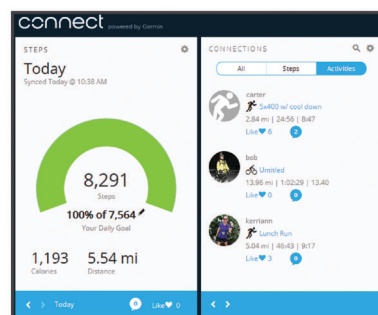 connect powered by Garmin
STEPS
Today
Synced Today @ 10:38 AM
8,291
Steps
100% of 7,564
Your Daily Goal
1,193
Calories
5.54 mi
Distance
< > Today 0 Like 0
CONNECTIONS
All Steps Activities
carter
5x400 w/ cool down
2.84 mi | 24:56 | 8:47
Like 6 2
bob
Untitled
13.96 mi | 1:02:29 | 13.40
Like 0 0
kerriann
Lunch Run
5.04 mi | 46:43 | 9:17
Like 3 0
< >